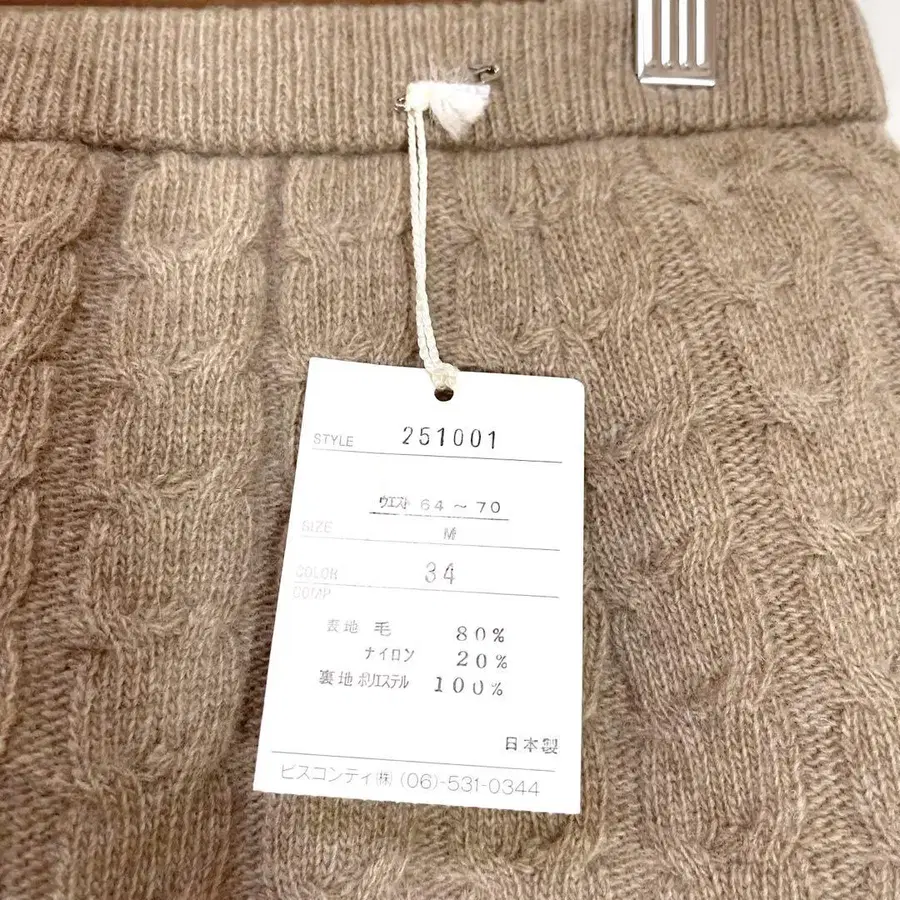 STYLE 251001
ウエスト 64～70
SIZE M
COLOR 34
COMP
表地 毛 80%
ナイロン 20%
裏地 ポリエステル 100%
日本製
ビスコンティ㈱ (06)-531-0344